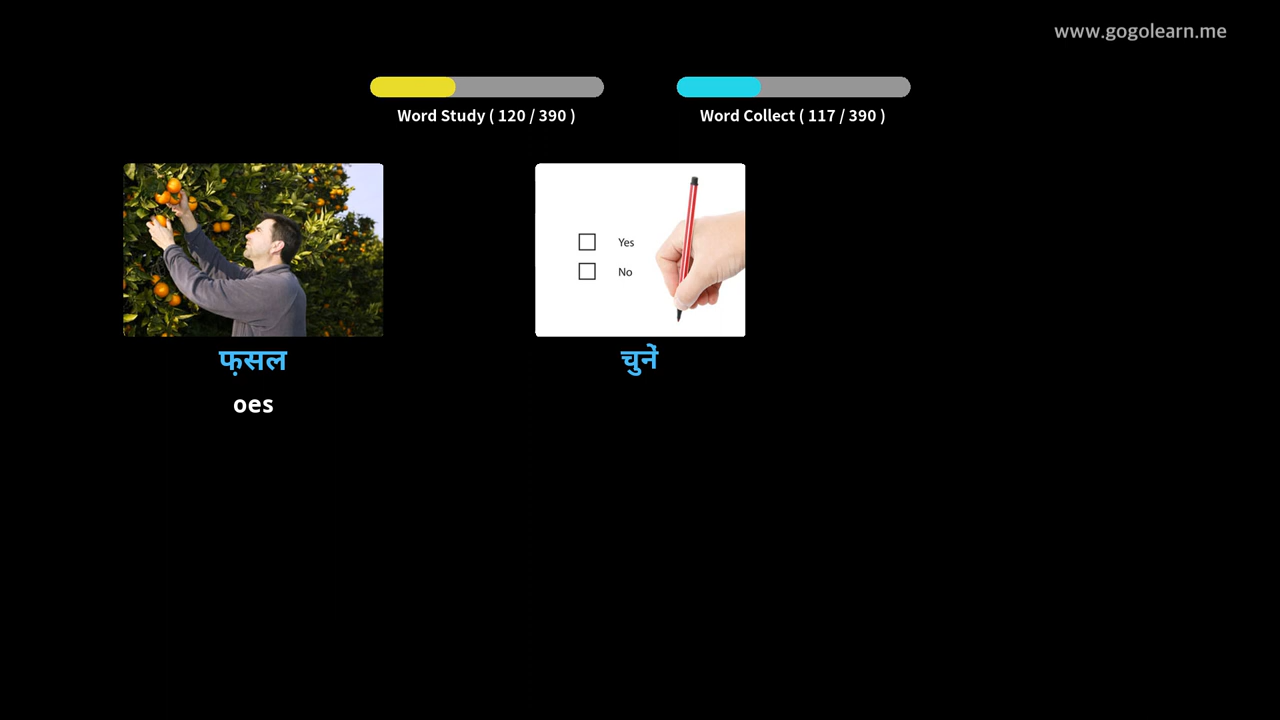 www.gogolearn.me
Word Study ( 120 / 390 )
Word Collect ( 117 / 390 )
Yes
No
फ़सल
चुनें
oes